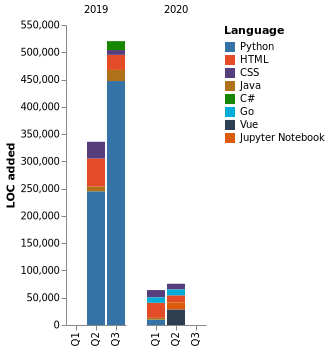 2019
2020
LOC added
550,000
500,000
450,000
400,000
350,000
300,000
250,000
200,000
150,000
100,000
50,000
0
Q1
Q2
Q3
Q1
Q2
Q3
Language
Python
HTML
CSS
Java
C#
Go
Vue
Jupyter Notebook